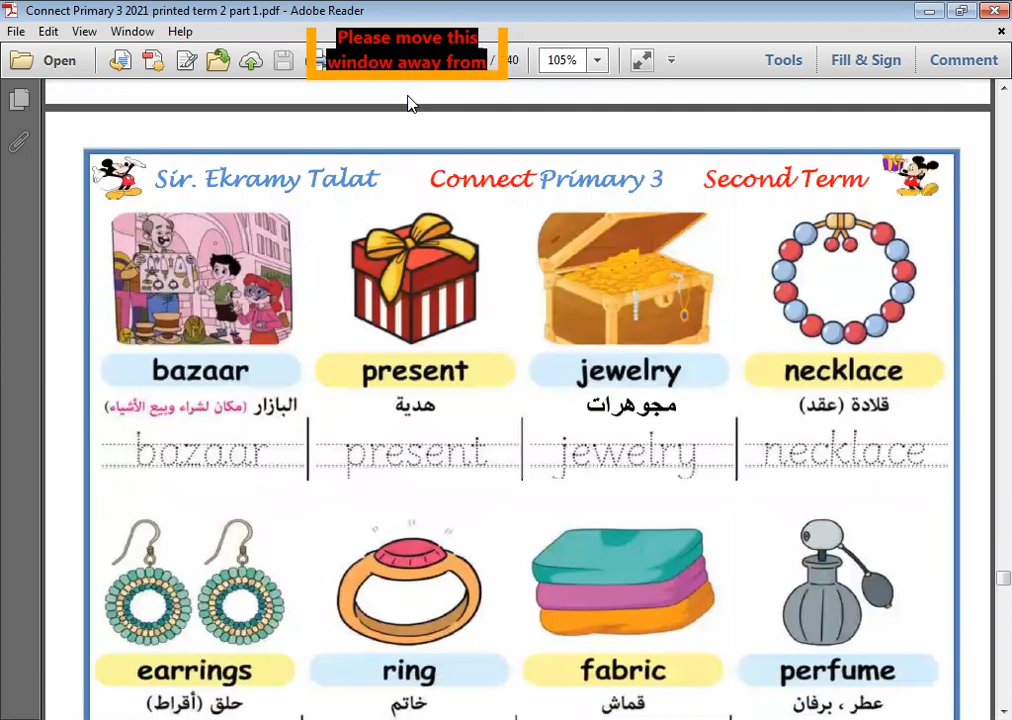 Connect Primary 3 2021 printed term 2 part 1.pdf - Adobe Reader
File Edit View Window Help
Please move this
window away from
Open / 40 105% Tools Fill & Sign Comment
Sir. Ekramy Talat Connect Primary 3 Second Term
bazaar present jewelry necklace
البازار (مكان لشراء وبيع الأشياء) هدية مجوهرات قلادة (عقد)
bazaar present jewelry necklace
earrings ring fabric perfume
حلق (أقراط) خاتم قماش عطر ، برفان